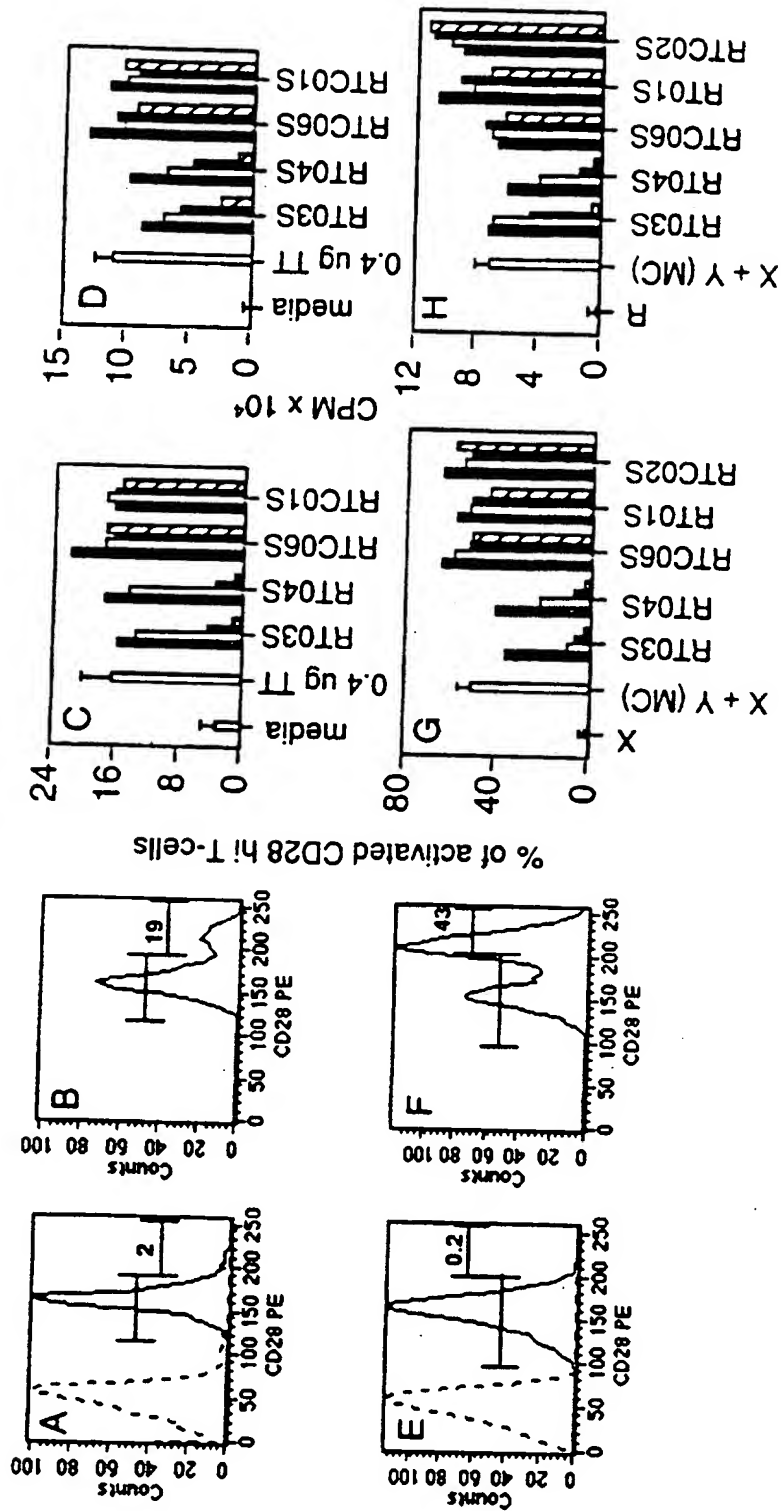 A
Counts
100 80 60 40 20 0
2
0 50 100 150 200 250
CD28 PE
B
Counts
100 80 60 40 20 0
19
0 50 100 150 200 250
CD28 PE
E
Counts
100 80 60 40 20 0
0.2
0 50 100 150 200 250
CD28 PE
F
Counts
100 80 60 40 20 0
43
0 50 100 150 200 250
CD28 PE
% of activated CD28 hi T-cells
C
24
16
8
0
media
0.4 ug TT
RT03S
RT04S
RTC06S
RTC01S
CPM x 10⁴
D
15
10
5
0
media
0.4 ug TT
RT03S
RT04S
RTC06S
RTC01S
G
80
40
0
X
X + Y (MC)
RT03S
RT04S
RTC06S
RT01S
RTC02S
H
12
8
4
0
R
X + Y (MC)
RT03S
RT04S
RTC06S
RT01S
RTC02S